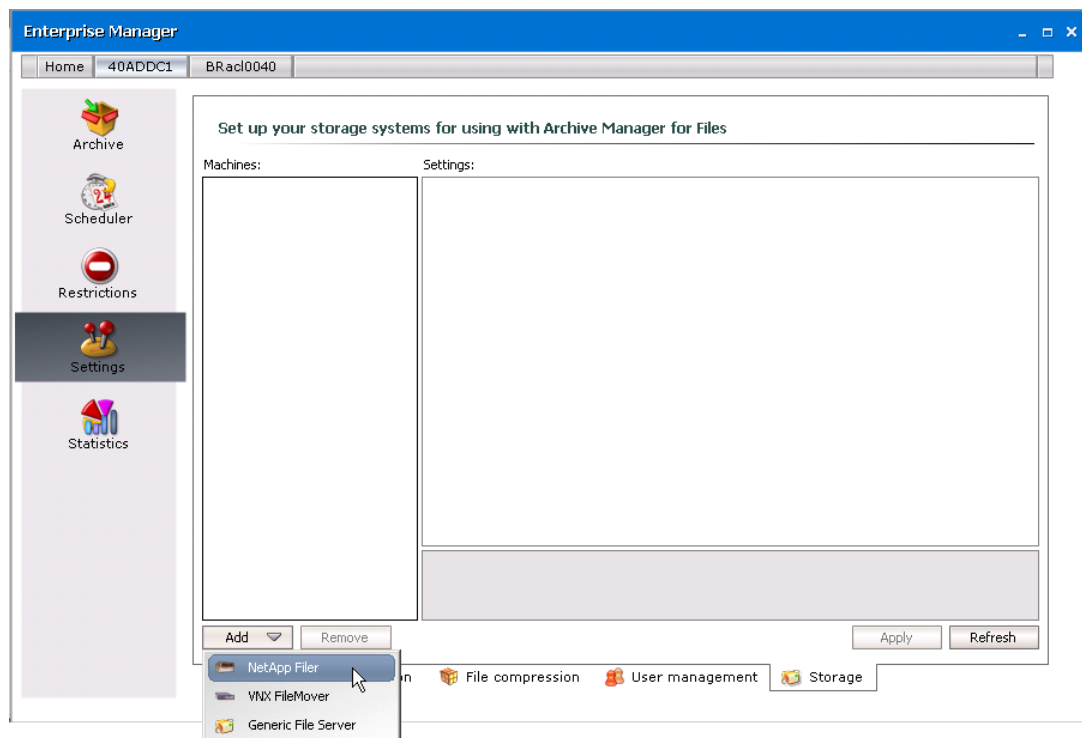 Enterprise Manager
Home 40ADDC1 BRacl0040
Archive
24
Scheduler
Restrictions
Settings
Statistics
Set up your storage systems for using with Archive Manager for Files
Machines: Settings:
Add Remove Apply Refresh
NetApp Filer
VNX FileMover
Generic File Server
File compression User management Storage